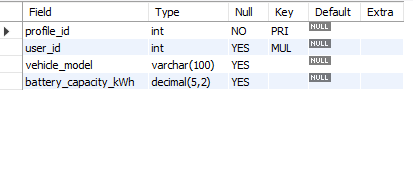 Field Type Null Key Default Extra
profile_id int NO PRI NULL
user_id int YES MUL NULL
vehicle_model varchar(100) YES NULL
battery_capacity_kWh decimal(5,2) YES NULL